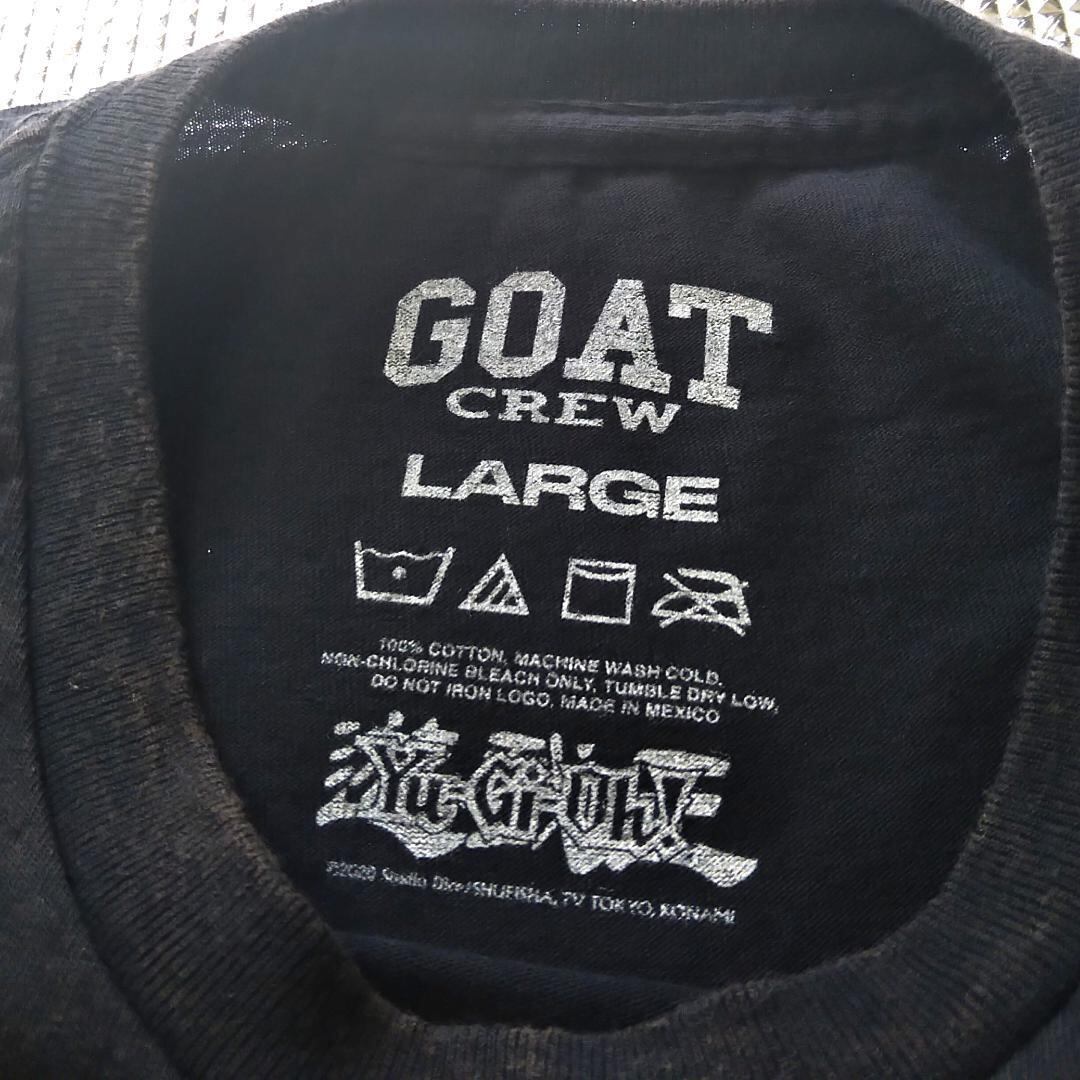 GOAT
CREW
LARGE
100% COTTON, MACHINE WASH COLD,
NON-CHLORINE BLEACH ONLY, TUMBLE DRY LOW,
DO NOT IRON LOGO, MADE IN MEXICO
Yu-Gi-Oh!
©2020 Studio Dice/SHUEISHA, TV TOKYO, KONAMI